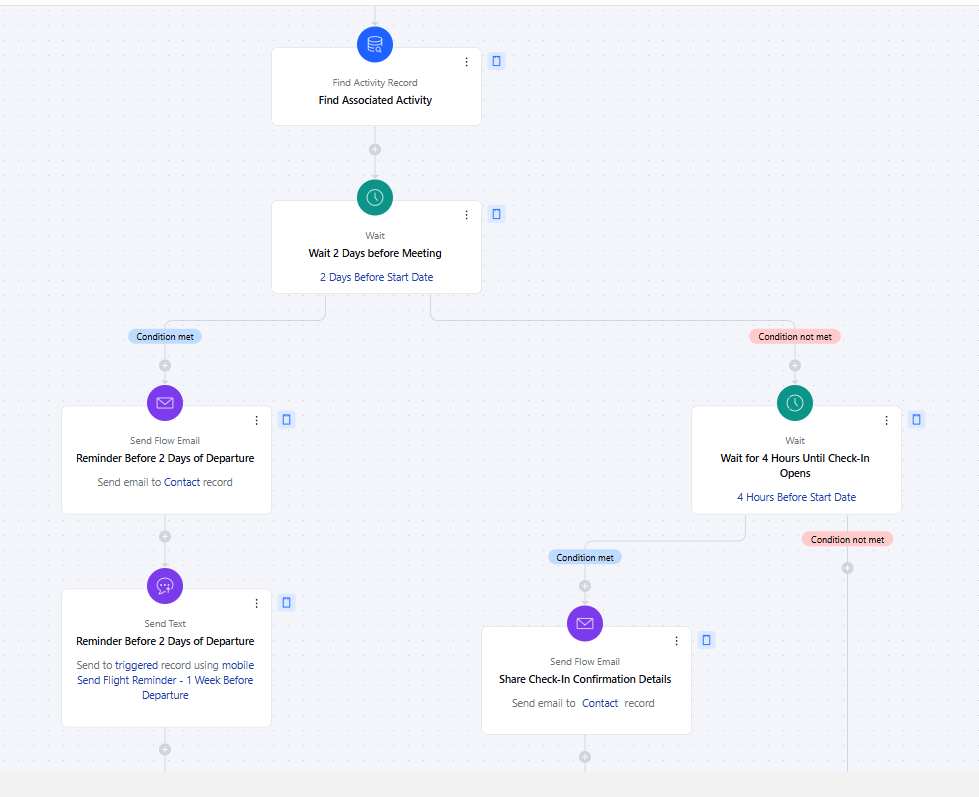 Find Activity Record
Find Associated Activity
Wait
Wait 2 Days before Meeting
2 Days Before Start Date
Condition met
Condition not met
Send Flow Email
Reminder Before 2 Days of Departure
Send email to Contact record
Wait
Wait for 4 Hours Until Check-In
Opens
4 Hours Before Start Date
Condition not met
Condition met
Send Text
Reminder Before 2 Days of Departure
Send to triggered record using mobile
Send Flight Reminder - 1 Week Before
Departure
Send Flow Email
Share Check-In Confirmation Details
Send email to Contact record